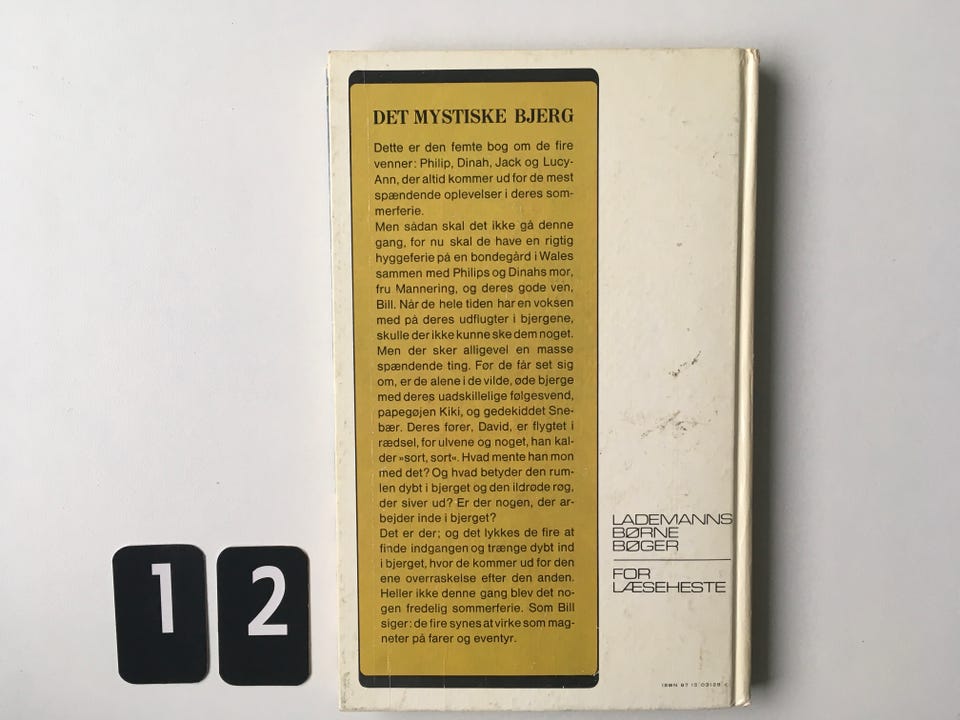 DET MYSTISKE BJERG
Dette er den femte bog om de fire
venner: Philip, Dinah, Jack og Lucy-
Ann, der altid kommer ud for de mest
spændende oplevelser i deres som-
merferie.
Men sådan skal det ikke gå denne
gang, for nu skal de have en rigtig
hyggeferie på en bondegård i Wales
sammen med Philips og Dinahs mor,
fru Mannering, og deres gode ven,
Bill. Når de hele tiden har en voksen
med på deres udflugter i bjergene,
skulle der ikke kunne ske dem noget.
Men der sker alligevel en masse
spændende ting. Før de får set sig
om, er de alene i de vilde, øde bjerge
med deres uadskillelige følgesvend,
papegøjen Kiki, og gedekiddet Sne-
bær. Deres fører, David, er flygtet i
rædsel, for ulvene og noget, han kal-
der »sort, sort«. Hvad mente han mon
med det? Og hvad betyder den rum-
len dybt i bjerget og den ildrøde røg,
der siver ud? Er der nogen, der ar-
bejder inde i bjerget?
Det er der; og det lykkes de fire at
finde indgangen og trænge dybt ind
i bjerget, hvor de kommer ud for den
ene overraskelse efter den anden.
Heller ikke denne gang blev det no-
gen fredelig sommerferie. Som Bill
siger: de fire synes at virke som mag-
neter på farer og eventyr.
LADEMANNS
BØRNE
BØGER
FOR
LÆSEHESTE
ISBN 87 15 03128
1 2